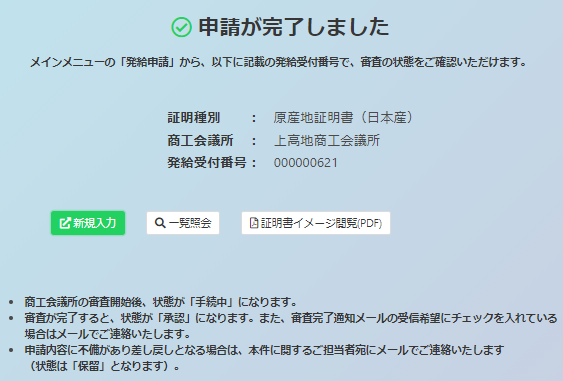 申請が完了しました
メインメニューの「発給申請」から、以下に記載の発給受付番号で、審査の状態をご確認いただけます。
証明種別 ： 原産地証明書（日本産）
商工会議所 ： 上高地商工会議所
発給受付番号 ： 000000621
新規入力 一覧照会 証明書イメージ閲覧(PDF)
• 商工会議所の審査開始後、状態が「手続中」になります。
• 審査が完了すると、状態が「承認」になります。また、審査完了通知メールの受信希望にチェックを入れている
場合はメールでご連絡いたします。
• 申請内容に不備があり差し戻しとなる場合は、本件に関するご担当者宛にメールでご連絡いたします
（状態は「保留」となります）。